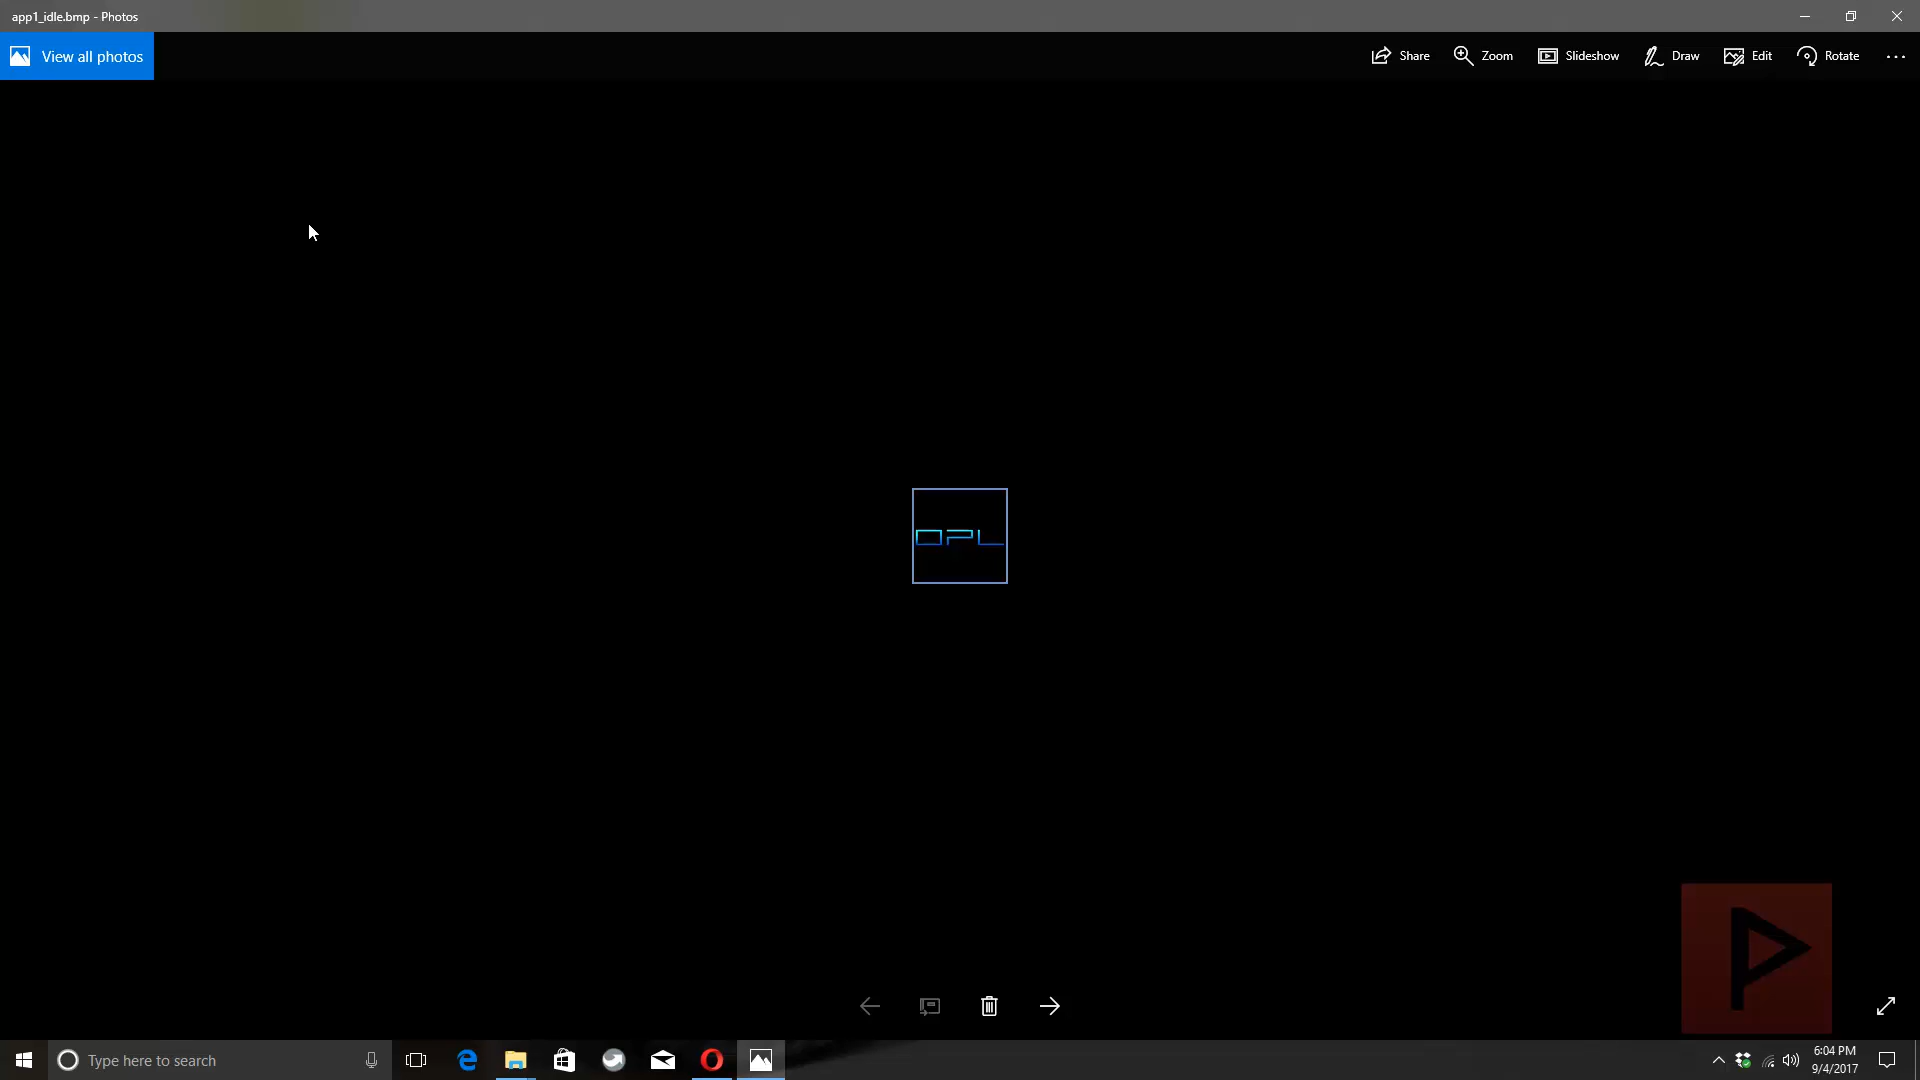 app1_idle.bmp - Photos
View all photos
Share
Zoom
Slideshow
Draw
Edit
Rotate
OPL
P
Type here to search
6:04 PM
9/4/2017